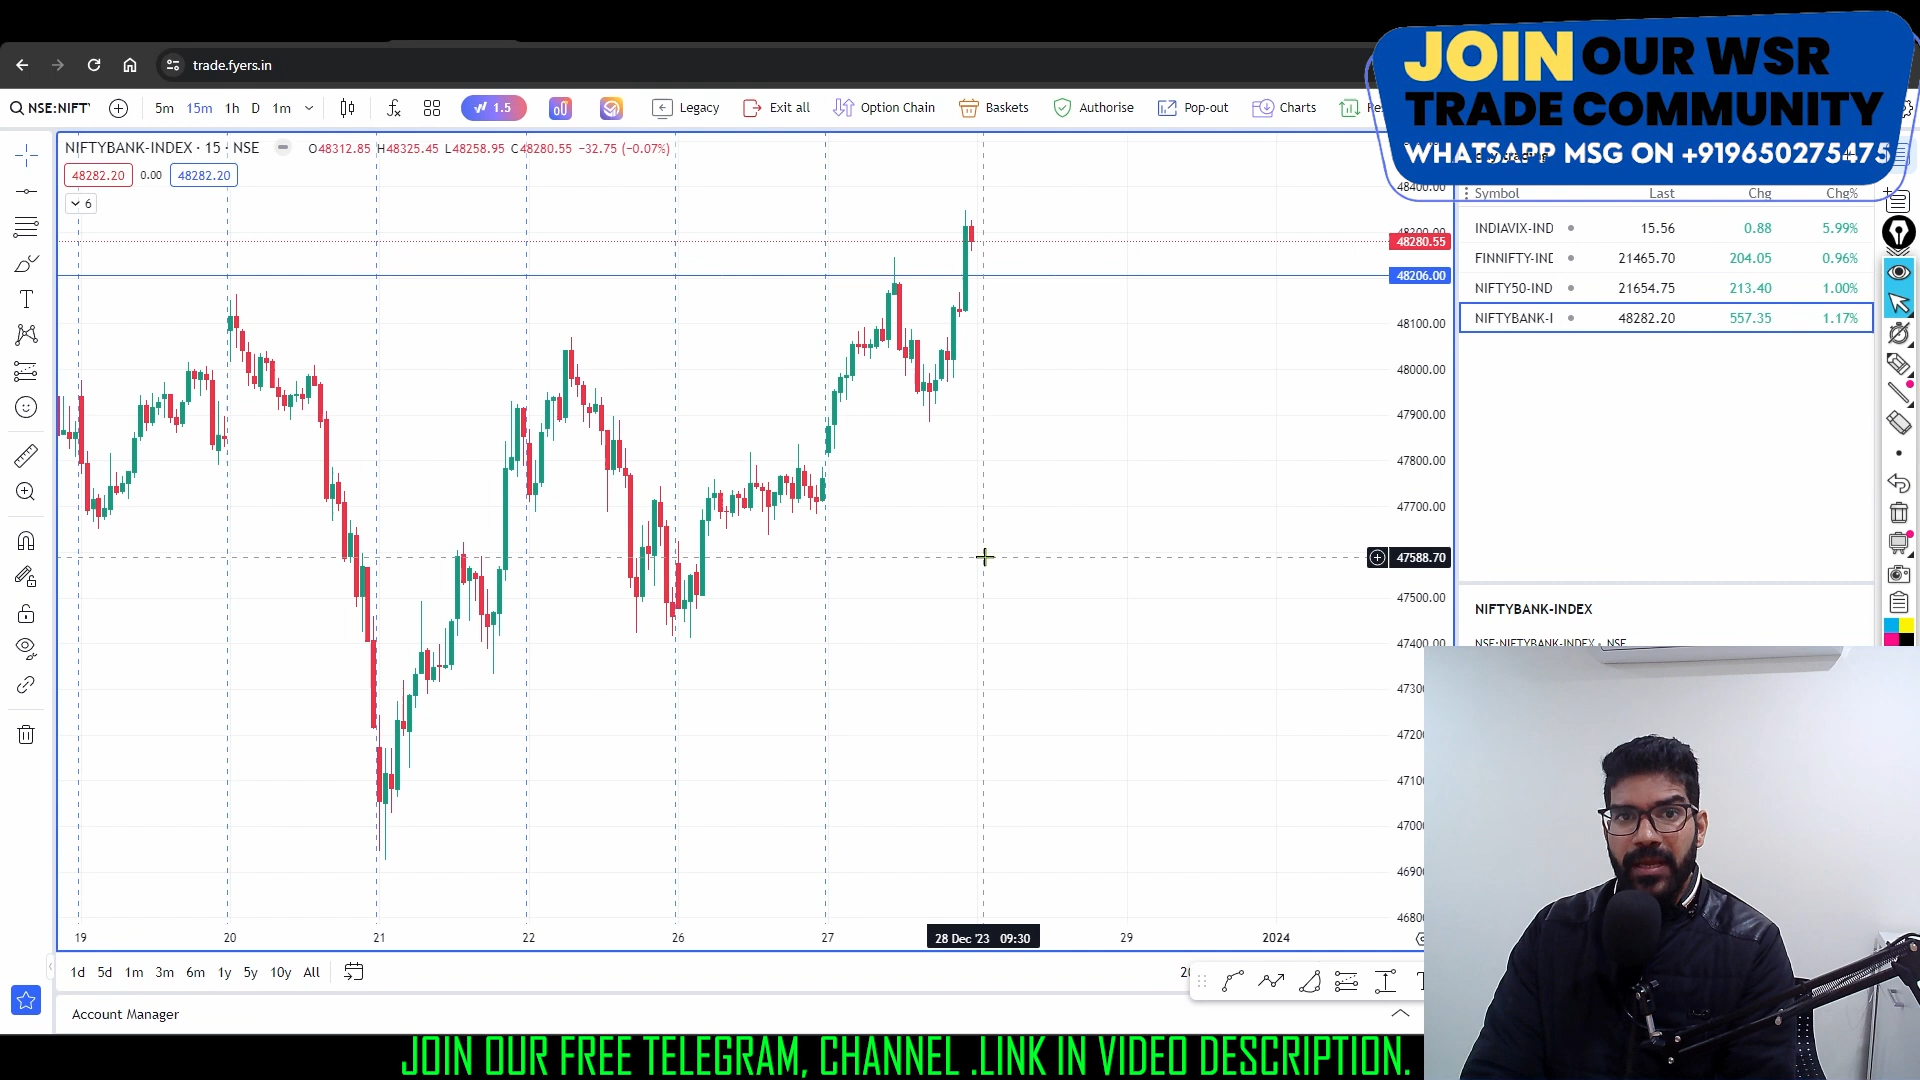 JOIN OUR WSR
TRADE COMMUNITY
WHATSAPP MSG ON +919650275475
trade.fyers.in
NSE:NIFTY
5m 15m 1h D 1m
1.5
Legacy
Exit all
Option Chain
Baskets
Authorise
Pop-out
Charts
NIFTYBANK-INDEX · 15 · NSE
O48312.85 H48325.45 L48258.95 C48280.55 −32.75 (−0.07%)
48282.20 0.00 48282.20
6
48400.00
48280.55
48206.00
48100.00
48000.00
47900.00
47800.00
47700.00
47588.70
47500.00
47400.00
Symbol Last Chg Chg%
INDIAVIX-IND 15.56 0.88 5.99%
FINNIFTY-IN 21465.70 204.05 0.96%
NIFTY50-IND 21654.75 213.40 1.00%
NIFTYBANK-I 48282.20 557.35 1.17%
NIFTYBANK-INDEX
NSE:NIFTYBANK-INDEX • NSE
19 20 21 22 26 27 28 Dec '23 09:30 29 2024
1d 5d 1m 3m 6m 1y 5y 10y All
Account Manager
JOIN OUR FREE TELEGRAM, CHANNEL .LINK IN VIDEO DESCRIPTION.